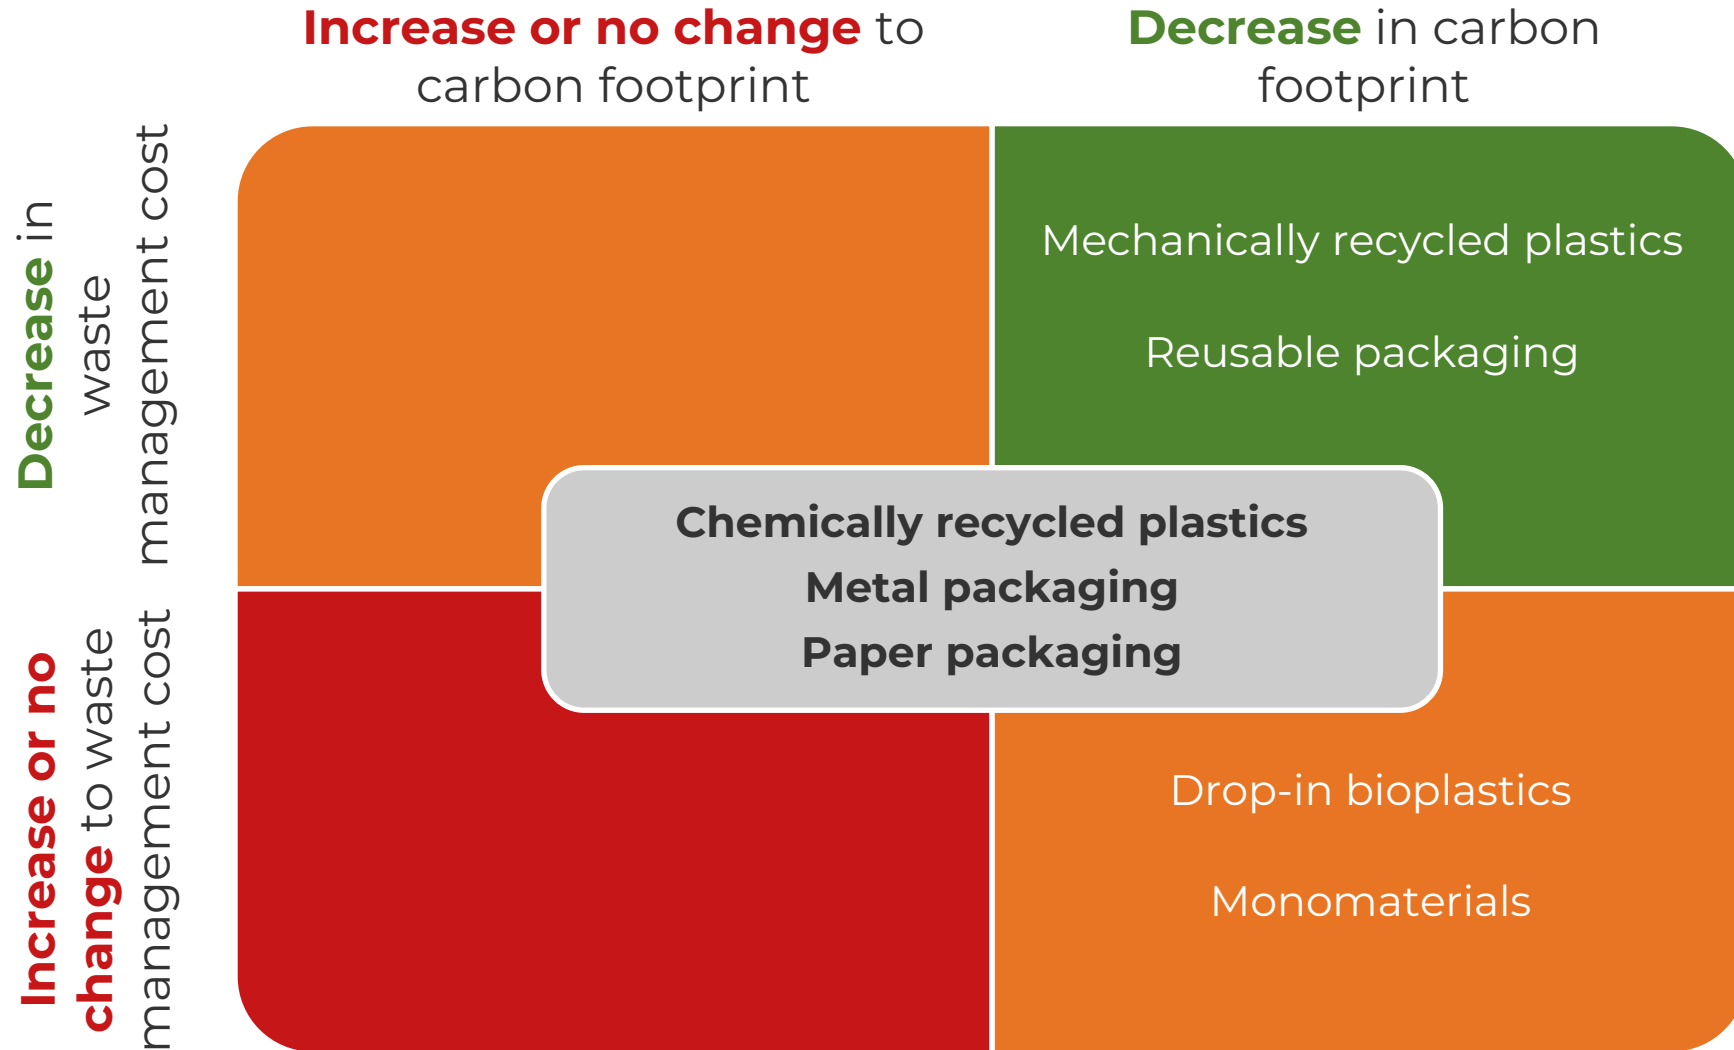 Increase or no change to
carbon footprint
Decrease in carbon
footprint
Decrease in
waste
management cost
Mechanically recycled plastics
Reusable packaging
Chemically recycled plastics
Metal packaging
Paper packaging
Increase or no
change to waste
management cost
Drop-in bioplastics
Monomaterials